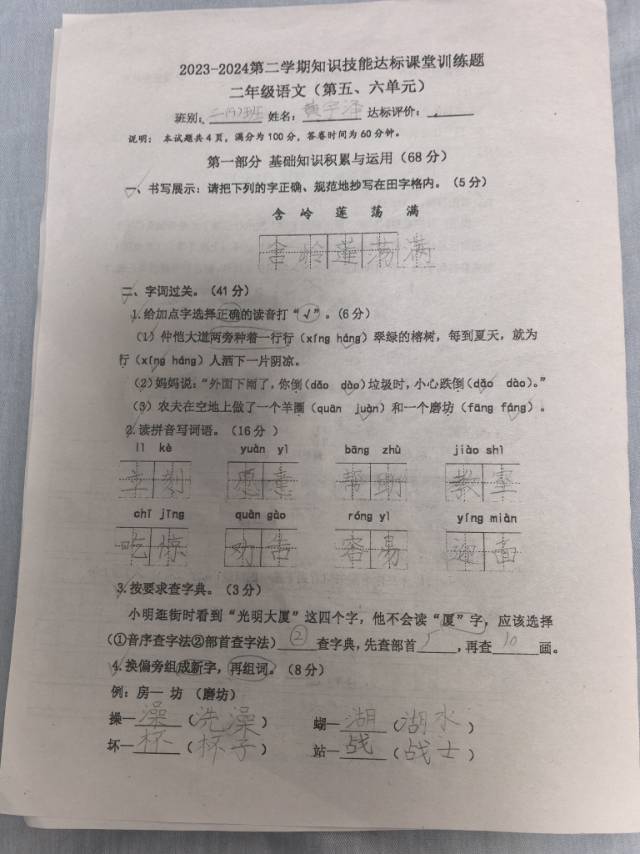 2023-2024第二学期知识技能达标课堂训练题
二年级语文（第五、六单元）
班别： 姓名： 达标评价：
说明： 本试题共4页，满分为100分，答卷时间为60分钟。
第一部分 基础知识积累与运用（68分）
一、书写展示：请把下列的字正确、规范地抄写在田字格内。（5分）
含 岭 莲 荡 满
含 岭 莲 荡 满
二、字词过关。（41分）
1.给加点字选择正确的读音打“√”。（6分）
（1）仲恺大道两旁种着一行行（xíng háng）翠绿的榕树，每到夏天，就为
行（xíng háng）人洒下一片阴凉。
（2）妈妈说：“外面下雨了，你倒（dǎo dào）垃圾时，小心跌倒（dǎo dào）。”
（3）农夫在空地上做了一个羊圈（quān juàn）和一个磨坊（fāng fáng）。
2.读拼音写词语。（16分）
lì kè yuàn yì bāng zhù jiào shì
立刻 愿意 帮助 教室
chī jīng quàn gào róng yì yíng miàn
吃惊 劝告 容易 迎面
3.按要求查字典。（3分）
小明逛街时看到“光明大厦”这四个字，他不会读“厦”字，应该选择
（①音序查字法②部首查字法）②查字典，先查部首 厂 ，再查 10 画。
4.换偏旁组成新字，再组词。（8分）
例：房—坊（磨坊）
操—澡（洗澡） 蝴—湖（湖水）
坏—杯（杯子） 站—战（战士）